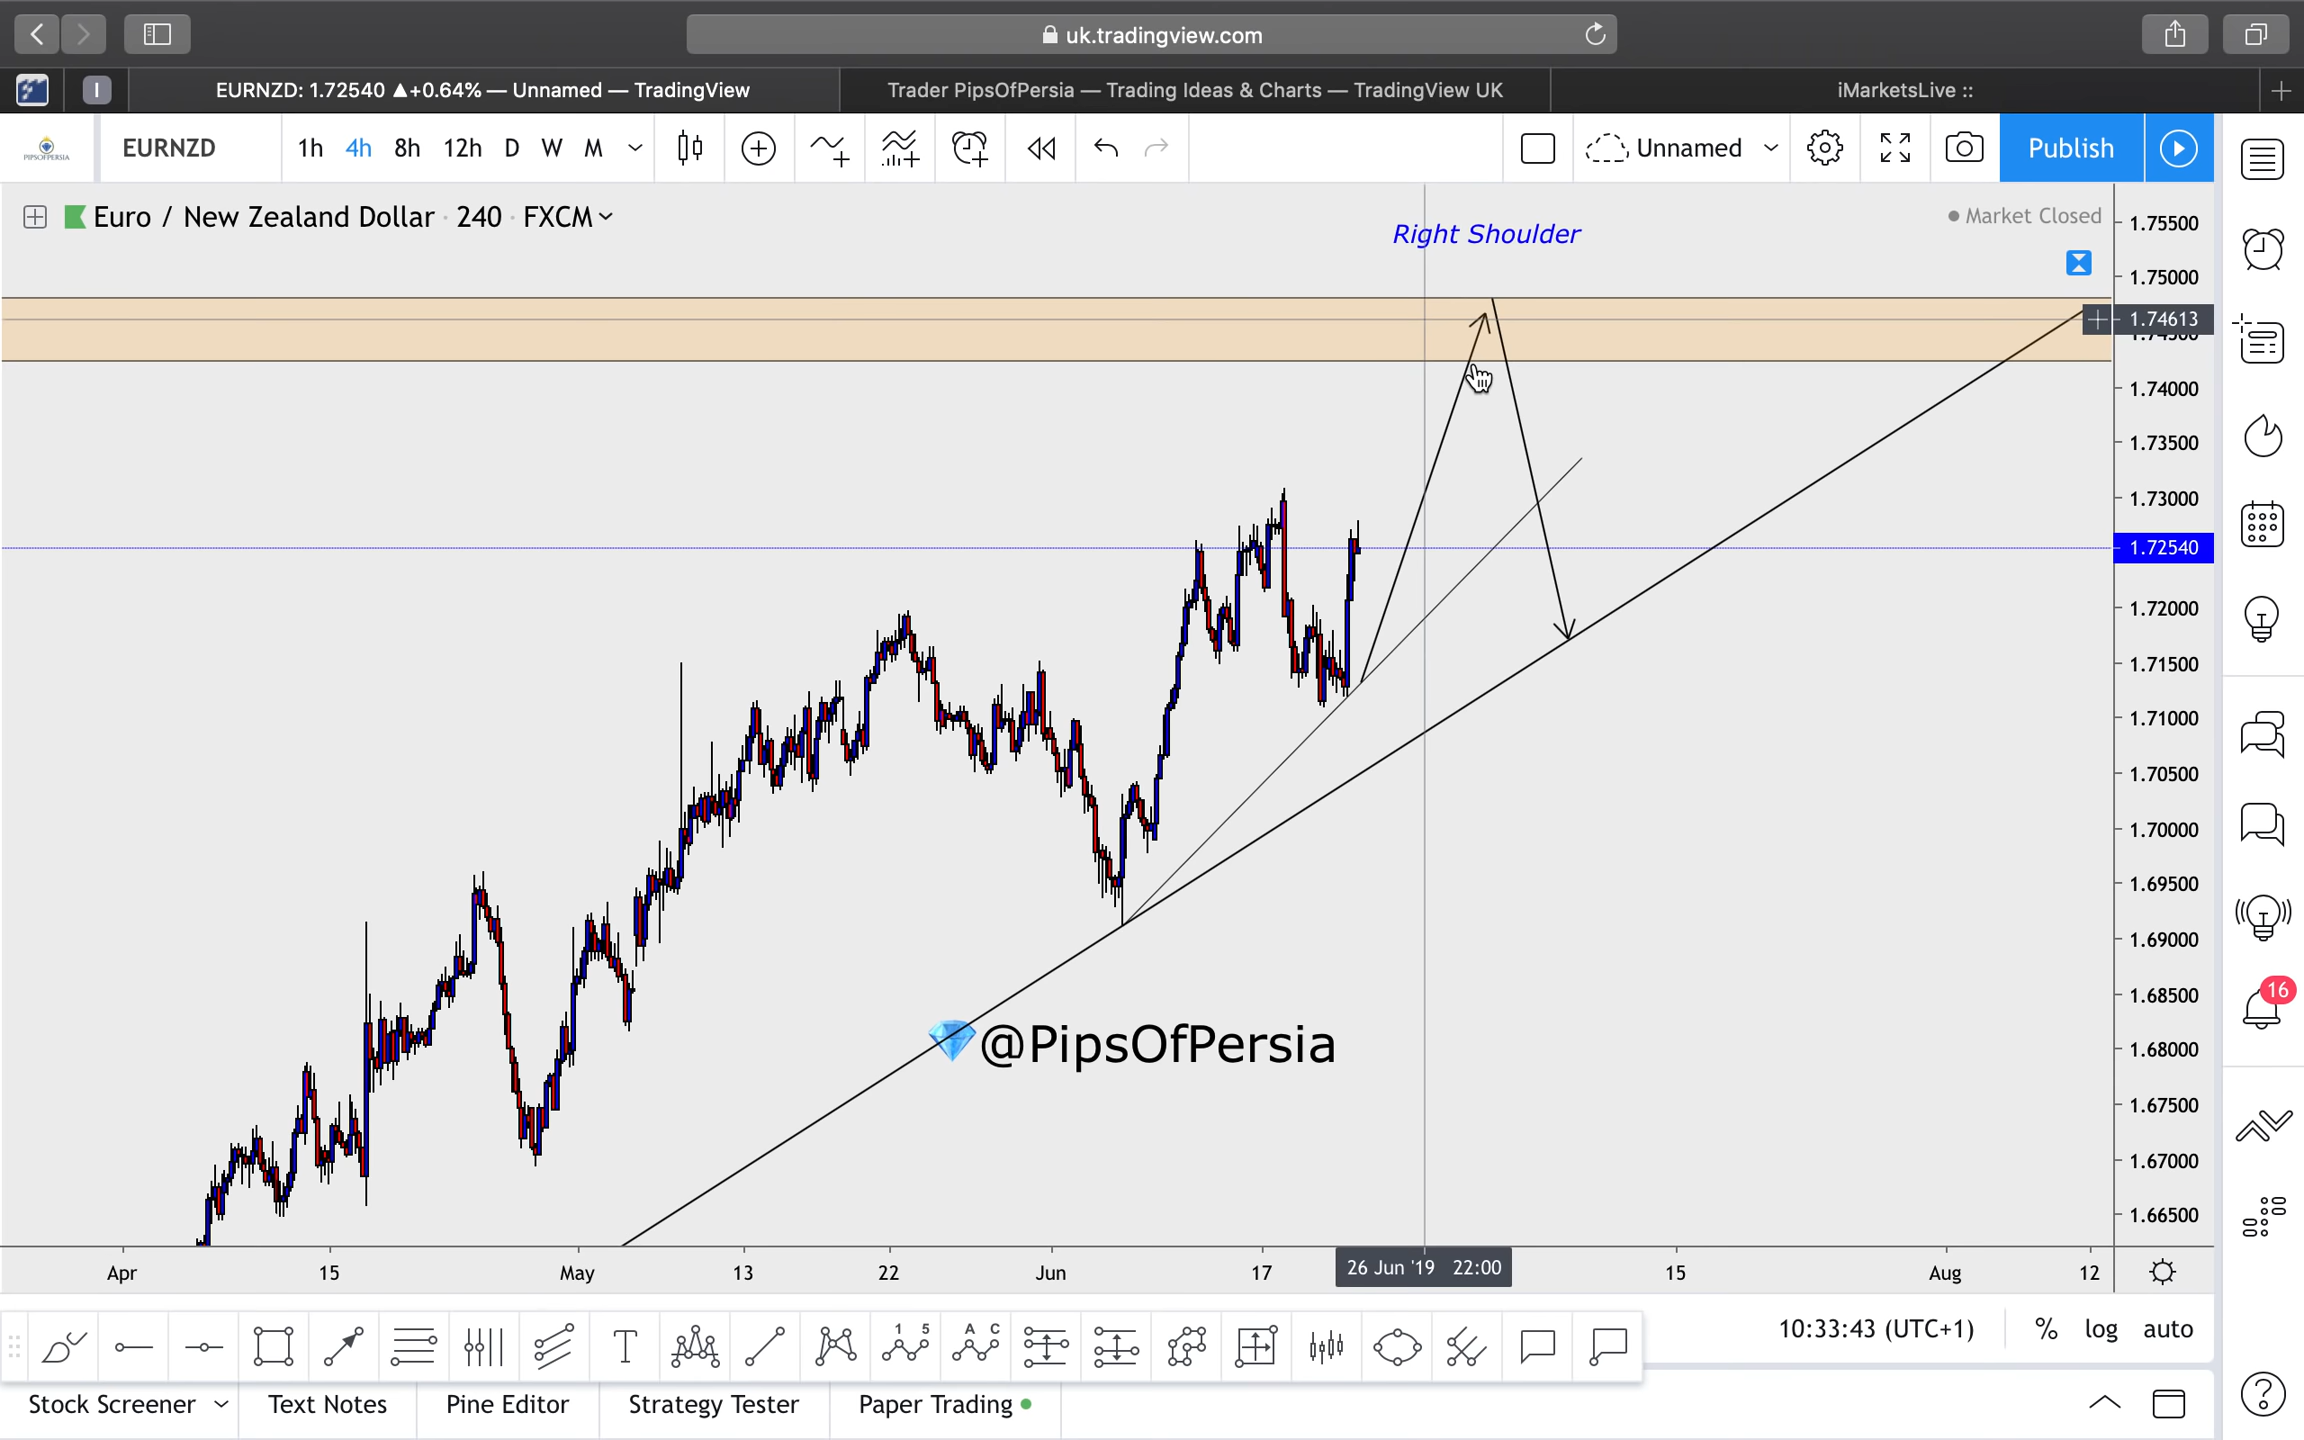 uk.tradingview.com
EURNZD: 1.72540 ▲+0.64% — Unnamed — TradingView
Trader PipsOfPersia — Trading Ideas & Charts — TradingView UK
iMarketsLive ::
PIPSOFPERSIA
EURNZD
1h 4h 8h 12h D W M
Unnamed
Publish
Euro / New Zealand Dollar · 240 · FXCM
Right Shoulder
Market Closed
1.75500
1.75000
1.74613
1.74000
1.73500
1.73000
1.72540
1.72000
1.71500
1.71000
1.70500
1.70000
1.69500
1.69000
1.68500
1.68000
1.67500
1.67000
1.66500
16
@PipsOfPersia
Apr 15 May 13 22 Jun 17 26 Jun '19 22:00 15 Aug 12
T
1 5
A C
10:33:43 (UTC+1) % log auto
Stock Screener Text Notes Pine Editor Strategy Tester Paper Trading